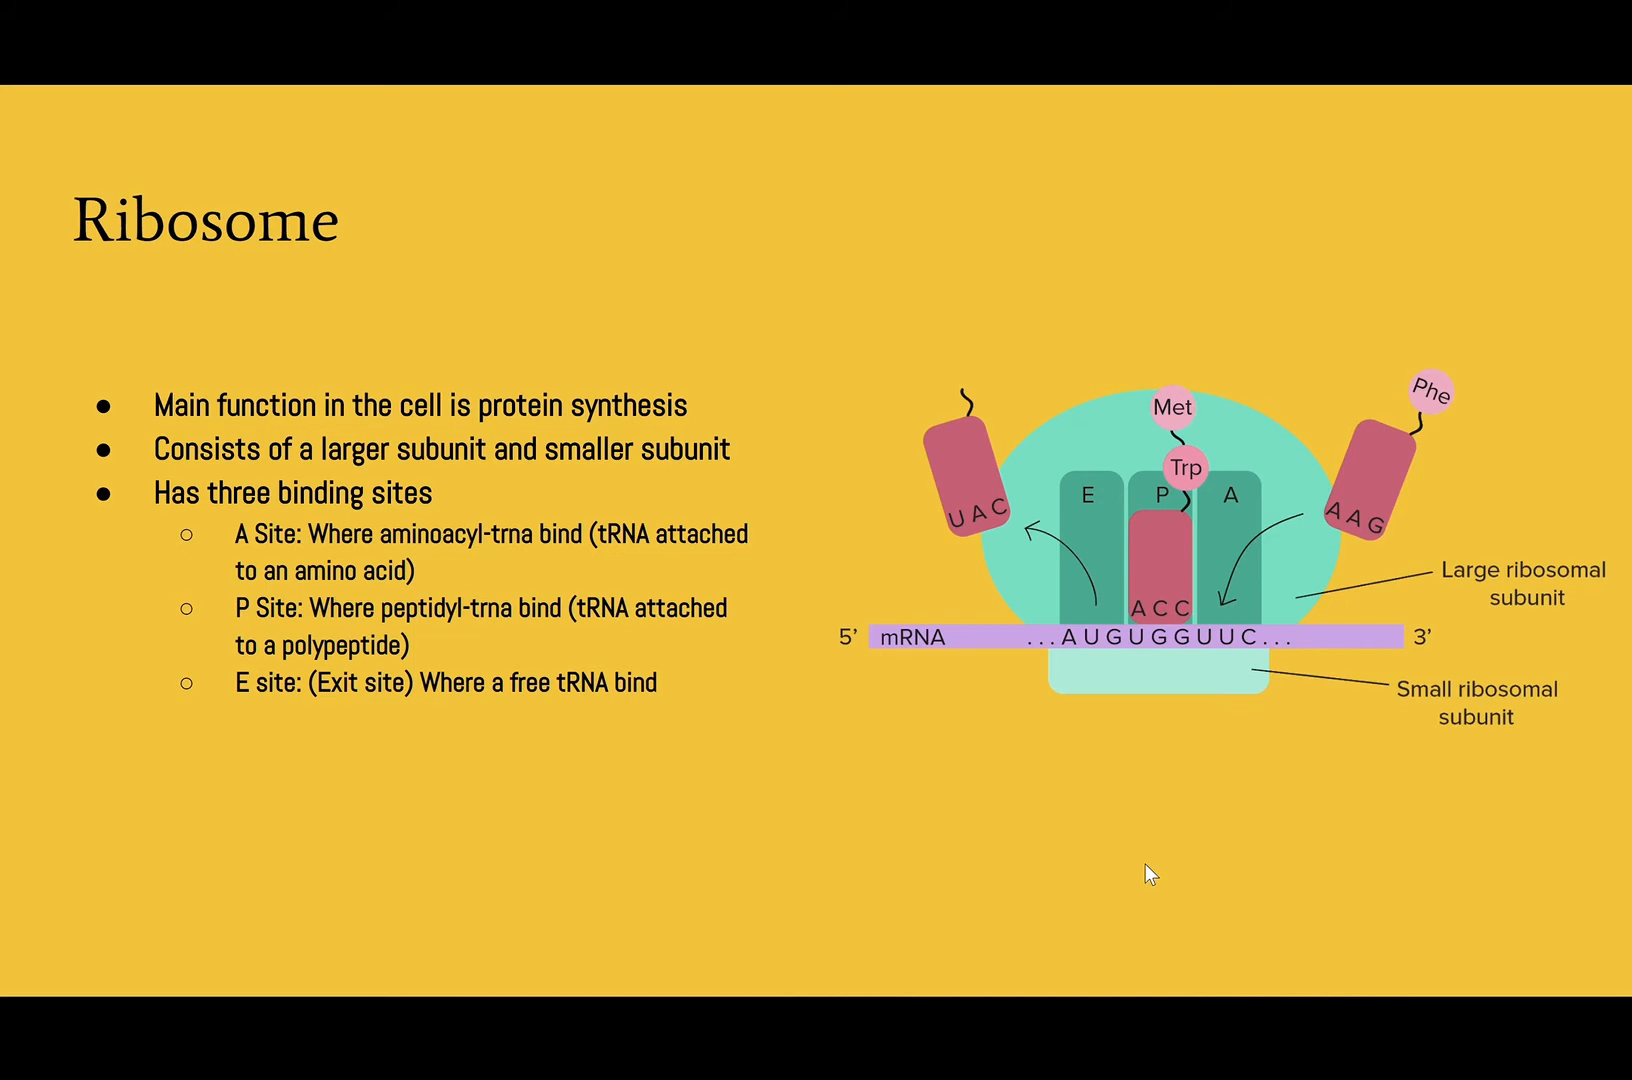 Ribosome
● Main function in the cell is protein synthesis
● Consists of a larger subunit and smaller subunit
● Has three binding sites
○ A Site: Where aminoacyl-trna bind (tRNA attached
to an amino acid)
○ P Site: Where peptidyl-trna bind (tRNA attached
to a polypeptide)
○ E site: (Exit site) Where a free tRNA bind
Met
Phe
Trp
E P A
UAC
AAG
ACC
Large ribosomal
subunit
5’ mRNA ...AUGUGGUUC... 3’
Small ribosomal
subunit